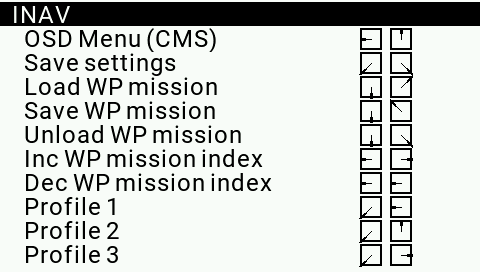 INAV
OSD Menu (CMS)
Save settings
Load WP mission
Save WP mission
Unload WP mission
Inc WP mission index
Dec WP mission index
Profile 1
Profile 2
Profile 3